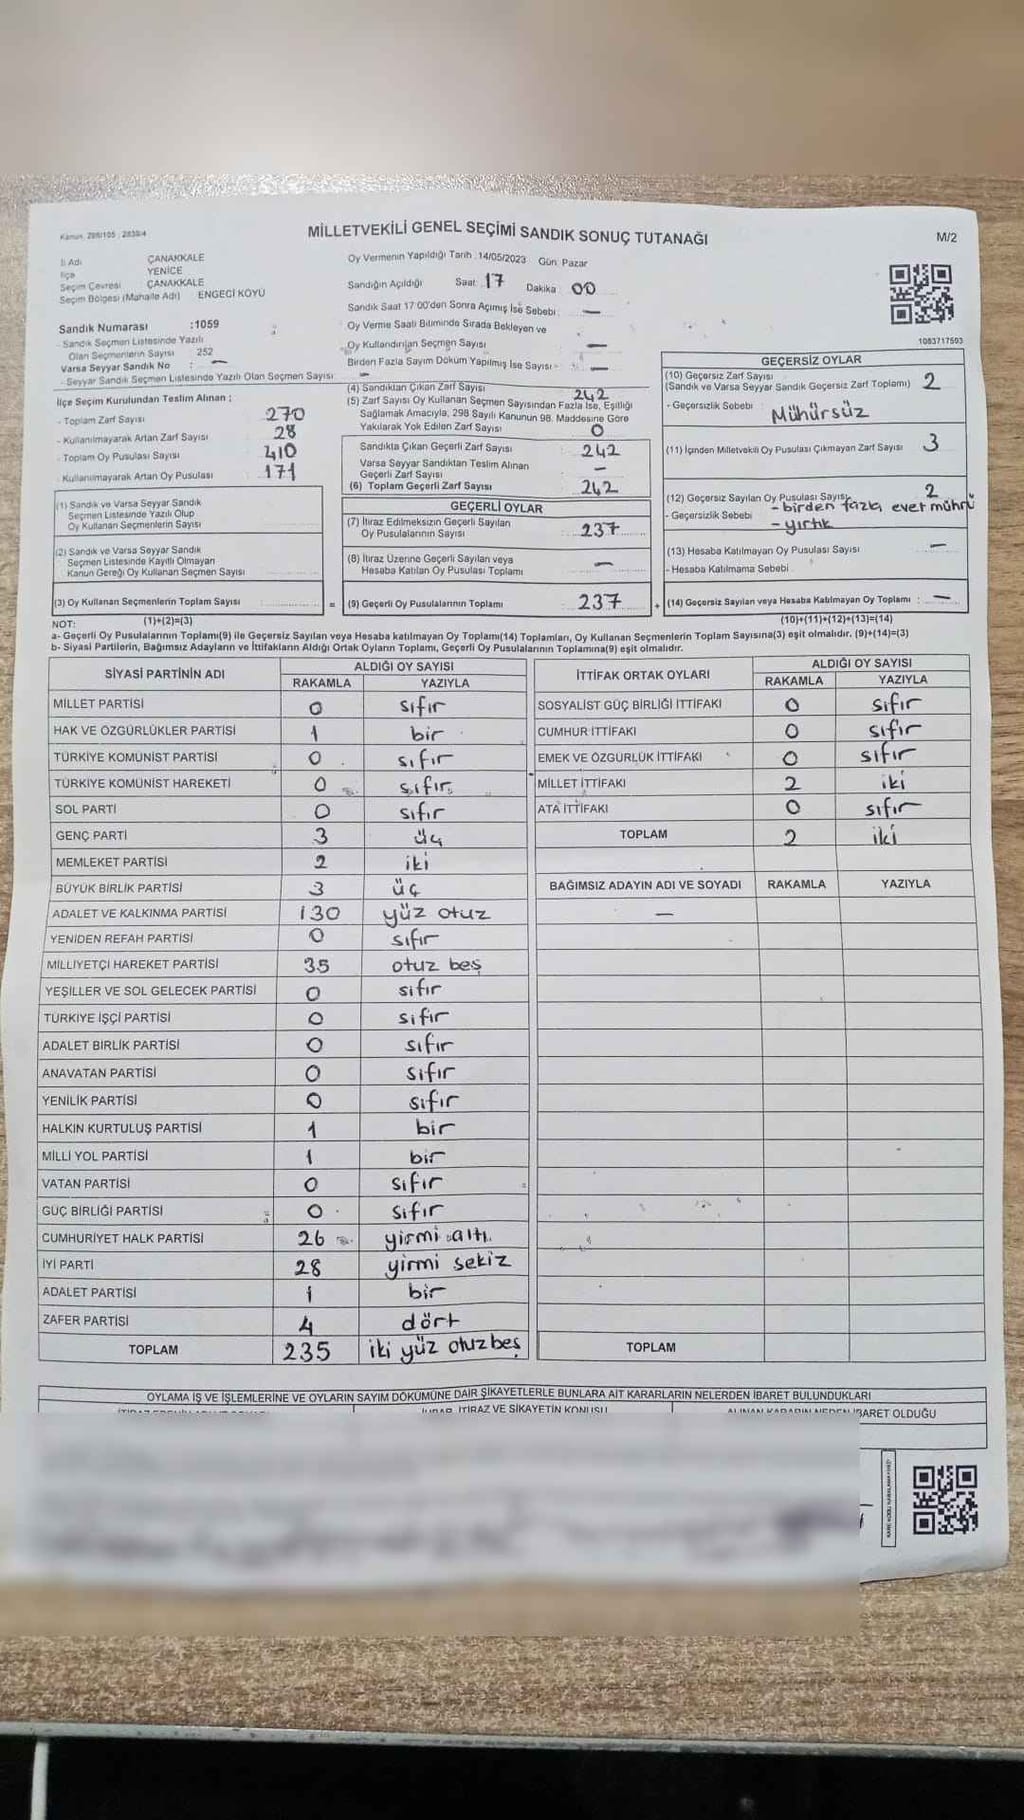 Kanun: 298/105 ; 2839/4
MİLLETVEKİLİ GENEL SEÇİMİ SANDIK SONUÇ TUTANAĞI
M/2
İl Adı ÇANAKKALE
İlçe YENİCE
Seçim Çevresi ÇANAKKALE
Seçim Bölgesi (Mahalle Adı) ENGECİ KÖYÜ
Sandık Numarası :1059
Sandık Seçmen Listesinde Yazılı
Olan Seçmenlerin Sayısı 252
Varsa Seyyar Sandık No : —
- Seyyar Sandık Seçmen Listesinde Yazılı Olan Seçmen Sayısı : —
İlçe Seçim Kurulundan Teslim Alınan :
- Toplam Zarf Sayısı 270
- Kullanılmayarak Artan Zarf Sayısı 28
- Toplam Oy Pusulası Sayısı 410
- Kullanılmayarak Artan Oy Pusulası 171
(1) Sandık ve Varsa Seyyar Sandık
Seçmen Listesinde Yazılı Olup
Oy Kullanan Seçmenlerin Sayısı
(2) Sandık ve Varsa Seyyar Sandık
Seçmen Listesinde Kayıtlı Olmayan
Kanun Gereği Oy Kullanan Seçmen Sayısı
(3) Oy Kullanan Seçmenlerin Toplam Sayısı
Oy Vermenin Yapıldığı Tarih :14/05/2023 Gün: Pazar
Sandığın Açıldığı Saat: 17 Dakika 00
Sandık Saat 17:00'den Sonra Açımış İse Sebebi : —
Oy Verme Saati Bitiminde Sırada Bekleyen ve
Oy Kullandırılan Seçmen Sayısı —
Birden Fazla Sayım Döküm Yapılmış İse Sayısı : —
(4) Sandıktan Çıkan Zarf Sayısı 242
(5) Zarf Sayısı Oy Kullanan Seçmen Sayısından Fazla İse, Eşitliği
Sağlamak Amacıyla, 298 Sayılı Kanunun 98. Maddesine Göre
Yakılarak Yok Edilen Zarf Sayısı 0
Sandıkta Çıkan Geçerli Zarf Sayısı 242
Varsa Seyyar Sandıktan Teslim Alınan
Geçerli Zarf Sayısı —
(6) Toplam Geçerli Zarf Sayısı 242
GEÇERLİ OYLAR
(7) İtiraz Edilmeksizin Geçerli Sayılan
Oy Pusulalarının Sayısı 237
(8) İtiraz Üzerine Geçerli Sayılan veya
Hesaba Katılan Oy Pusulası Toplamı —
= (9) Geçerli Oy Pusulalarının Toplamı 237
1083717593
GEÇERSİZ OYLAR
(10) Geçersiz Zarf Sayısı
(Sandık ve Varsa Seyyar Sandık Geçersiz Zarf Toplamı) 2
- Geçersizlik Sebebi : Mühürsüz
(11) İçinden Milletvekili Oy Pusulası Çıkmayan Zarf Sayısı 3
(12) Geçersiz Sayılan Oy Pusulası Sayısı 2
- Geçersizlik Sebebi -birden fazla evet mührü
-yırtık
(13) Hesaba Katılmayan Oy Pusulası Sayısı —
- Hesaba Katılmama Sebebi
+ (14) Geçersiz Sayılan veya Hesaba Katılmayan Oy Toplamı : —
NOT: (1)+(2)=(3) (10)+(11)+(12)+(13)=(14)
a- Geçerli Oy Pusulalarının Toplamı(9) ile Geçersiz Sayılan veya Hesaba katılmayan Oy Toplamı(14) Toplamları, Oy Kullanan Seçmenlerin Toplam Sayısına(3) eşit olmalıdır. (9)+(14)=(3)
b- Siyasi Partilerin, Bağımsız Adayların ve İttifakların Aldığı Ortak Oyların Toplamı, Geçerli Oy Pusulalarının Toplamına(9) eşit olmalıdır.
SİYASİ PARTİNİN ADI ALDIĞI OY SAYISI
RAKAMLA YAZIYLA
MİLLET PARTİSİ 0 sıfır
HAK VE ÖZGÜRLÜKLER PARTİSİ 1 bir
TÜRKİYE KOMÜNİST PARTİSİ 0 sıfır
TÜRKİYE KOMÜNİST HAREKETİ 0 sıfır
SOL PARTİ 0 sıfır
GENÇ PARTİ 3 üç
MEMLEKET PARTİSİ 2 iki
BÜYÜK BİRLİK PARTİSİ 3 üç
ADALET VE KALKINMA PARTİSİ 130 yüz otuz
YENİDEN REFAH PARTİSİ 0 sıfır
MİLLİYETÇİ HAREKET PARTİSİ 35 otuz beş
YEŞİLLER VE SOL GELECEK PARTİSİ 0 sıfır
TÜRKİYE İŞÇİ PARTİSİ 0 sıfır
ADALET BİRLİK PARTİSİ 0 sıfır
ANAVATAN PARTİSİ 0 sıfır
YENİLİK PARTİSİ 0 sıfır
HALKIN KURTULUŞ PARTİSİ 1 bir
MİLLİ YOL PARTİSİ 1 bir
VATAN PARTİSİ 0 sıfır
GÜÇ BİRLİĞİ PARTİSİ 0 sıfır
CUMHURİYET HALK PARTİSİ 26 yirmi altı
İYİ PARTİ 28 yirmi sekiz
ADALET PARTİSİ 1 bir
ZAFER PARTİSİ 4 dört
TOPLAM 235 iki yüz otuzbeş
İTTİFAK ORTAK OYLARI ALDIĞI OY SAYISI
RAKAMLA YAZIYLA
SOSYALİST GÜÇ BİRLİĞİ İTTİFAKI 0 sıfır
CUMHUR İTTİFAKI 0 sıfır
EMEK VE ÖZGÜRLÜK İTTİFAKI 0 sıfır
MİLLET İTTİFAKI 2 iki
ATA İTTİFAKI 0 sıfır
TOPLAM 2 iki
BAĞIMSIZ ADAYIN ADI VE SOYADI RAKAMLA YAZIYLA
—
TOPLAM
OYLAMA İŞ VE İŞLEMLERİNE VE OYLARIN SAYIM DÖKÜMÜNE DAİR ŞİKAYETLERLE BUNLARA AİT KARARLARIN NELERDEN İBARET BULUNDUKLARI
İTİRAZ VE ŞİKAYETİN KONUSU
ALINAN KARARIN NEDEN İBARET OLDUĞU